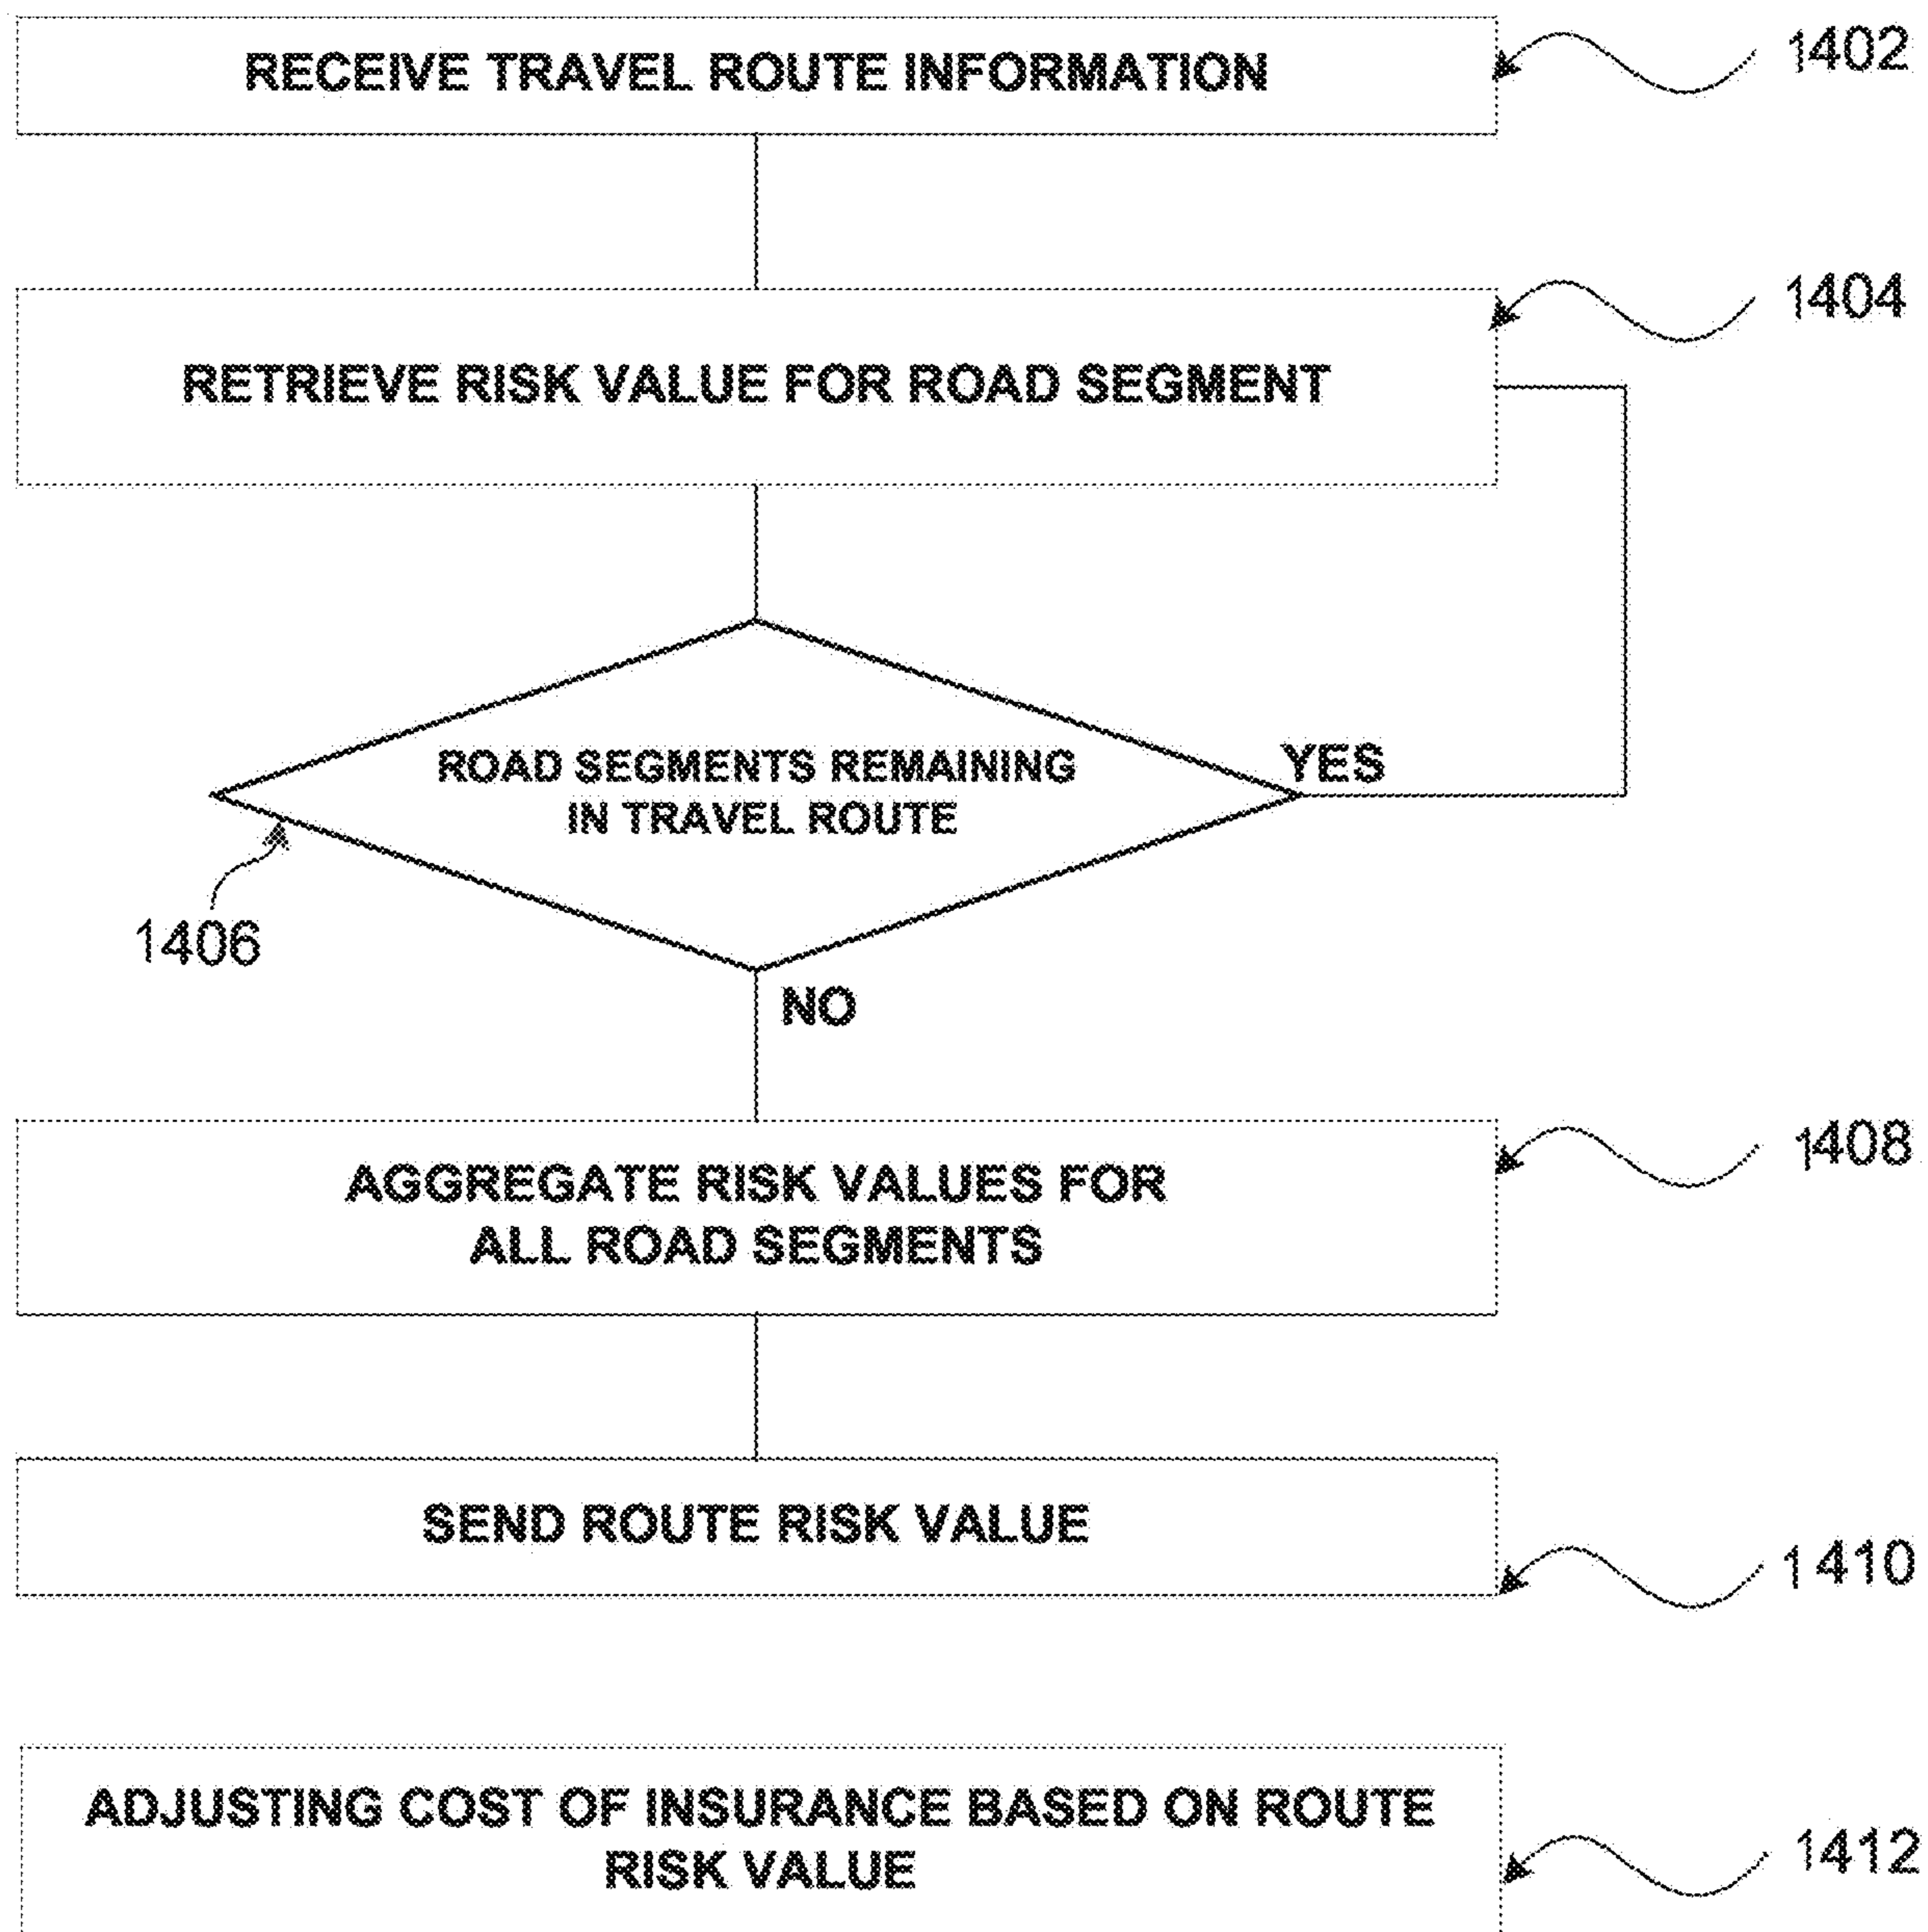 RECEIVE TRAVEL ROUTE INFORMATION
1402
RETRIEVE RISK VALUE FOR ROAD SEGMENT
1404
ROAD SEGMENTS REMAINING
IN TRAVEL ROUTE
YES
1406
NO
AGGREGATE RISK VALUES FOR
ALL ROAD SEGMENTS
1408
SEND ROUTE RISK VALUE
1410
ADJUSTING COST OF INSURANCE BASED ON ROUTE
RISK VALUE
1412